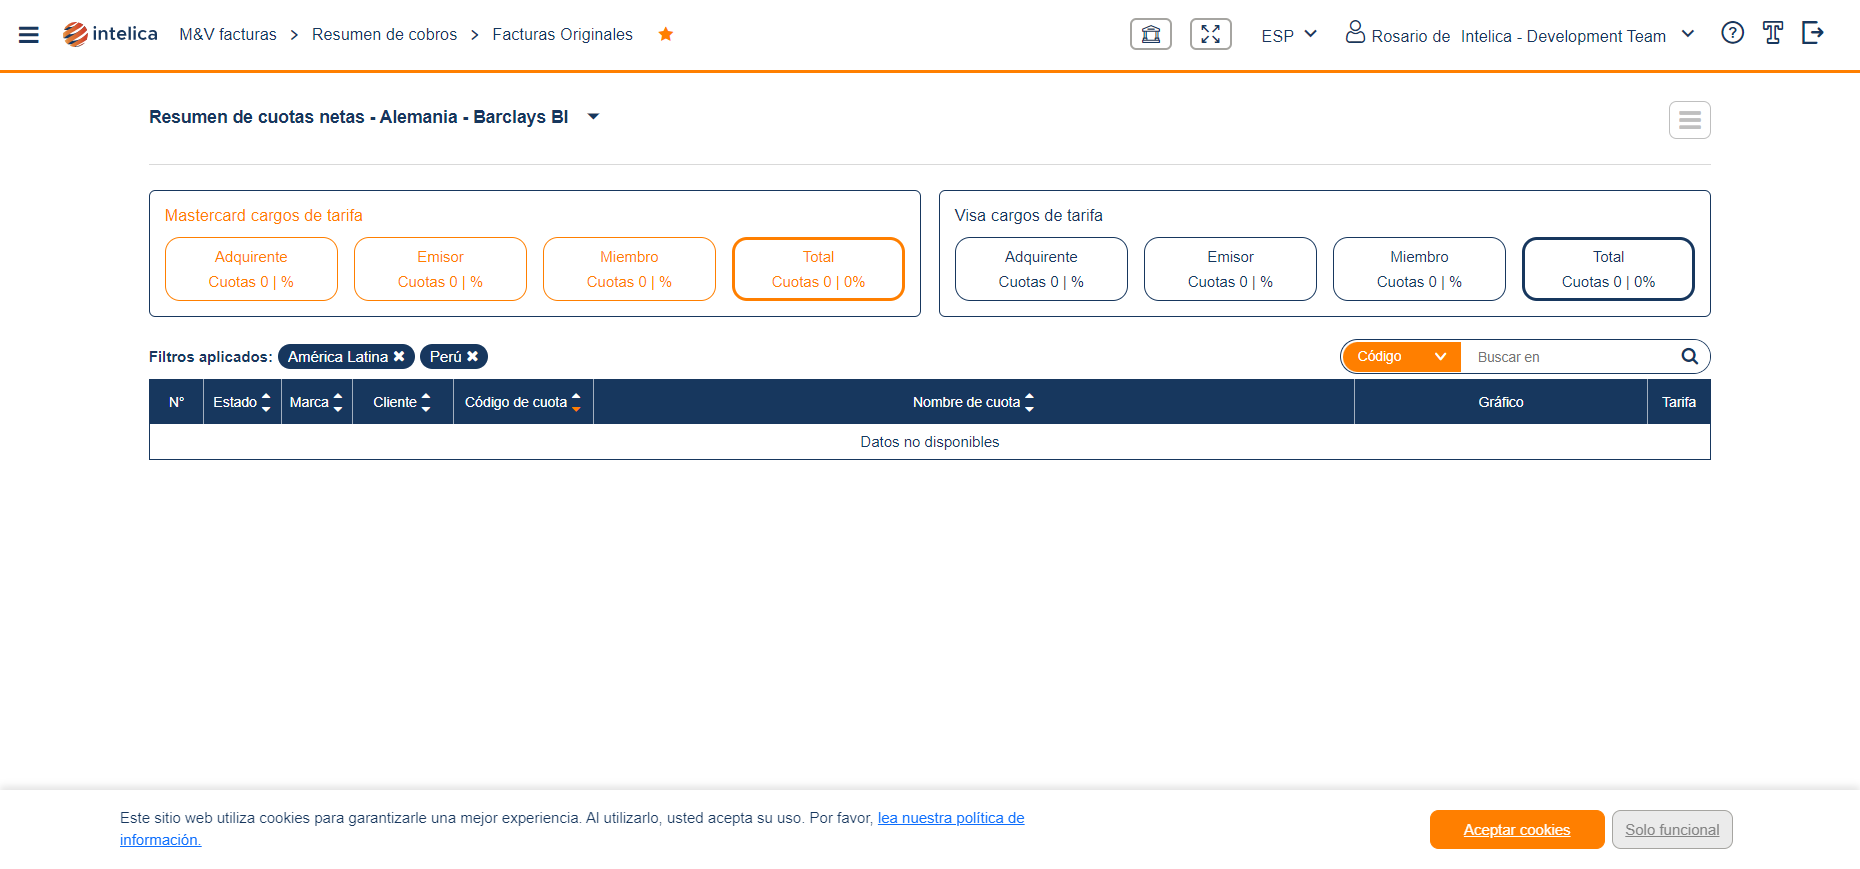 intelica M&V facturas > Resumen de cobros > Facturas Originales ESP Rosario de Intelica - Development Team
Resumen de cuotas netas - Alemania - Barclays BI
Mastercard cargos de tarifa
Adquirente
Cuotas 0 | %
Emisor
Cuotas 0 | %
Miembro
Cuotas 0 | %
Total
Cuotas 0 | 0%
Visa cargos de tarifa
Adquirente
Cuotas 0 | %
Emisor
Cuotas 0 | %
Miembro
Cuotas 0 | %
Total
Cuotas 0 | 0%
Filtros aplicados: América Latina ✖ Perú ✖
Código Buscar en
N° Estado Marca Cliente Código de cuota Nombre de cuota Gráfico Tarifa
Datos no disponibles
Este sitio web utiliza cookies para garantizarle una mejor experiencia. Al utilizarlo, usted acepta su uso. Por favor, lea nuestra política de
información.
Aceptar cookies
Solo funcional